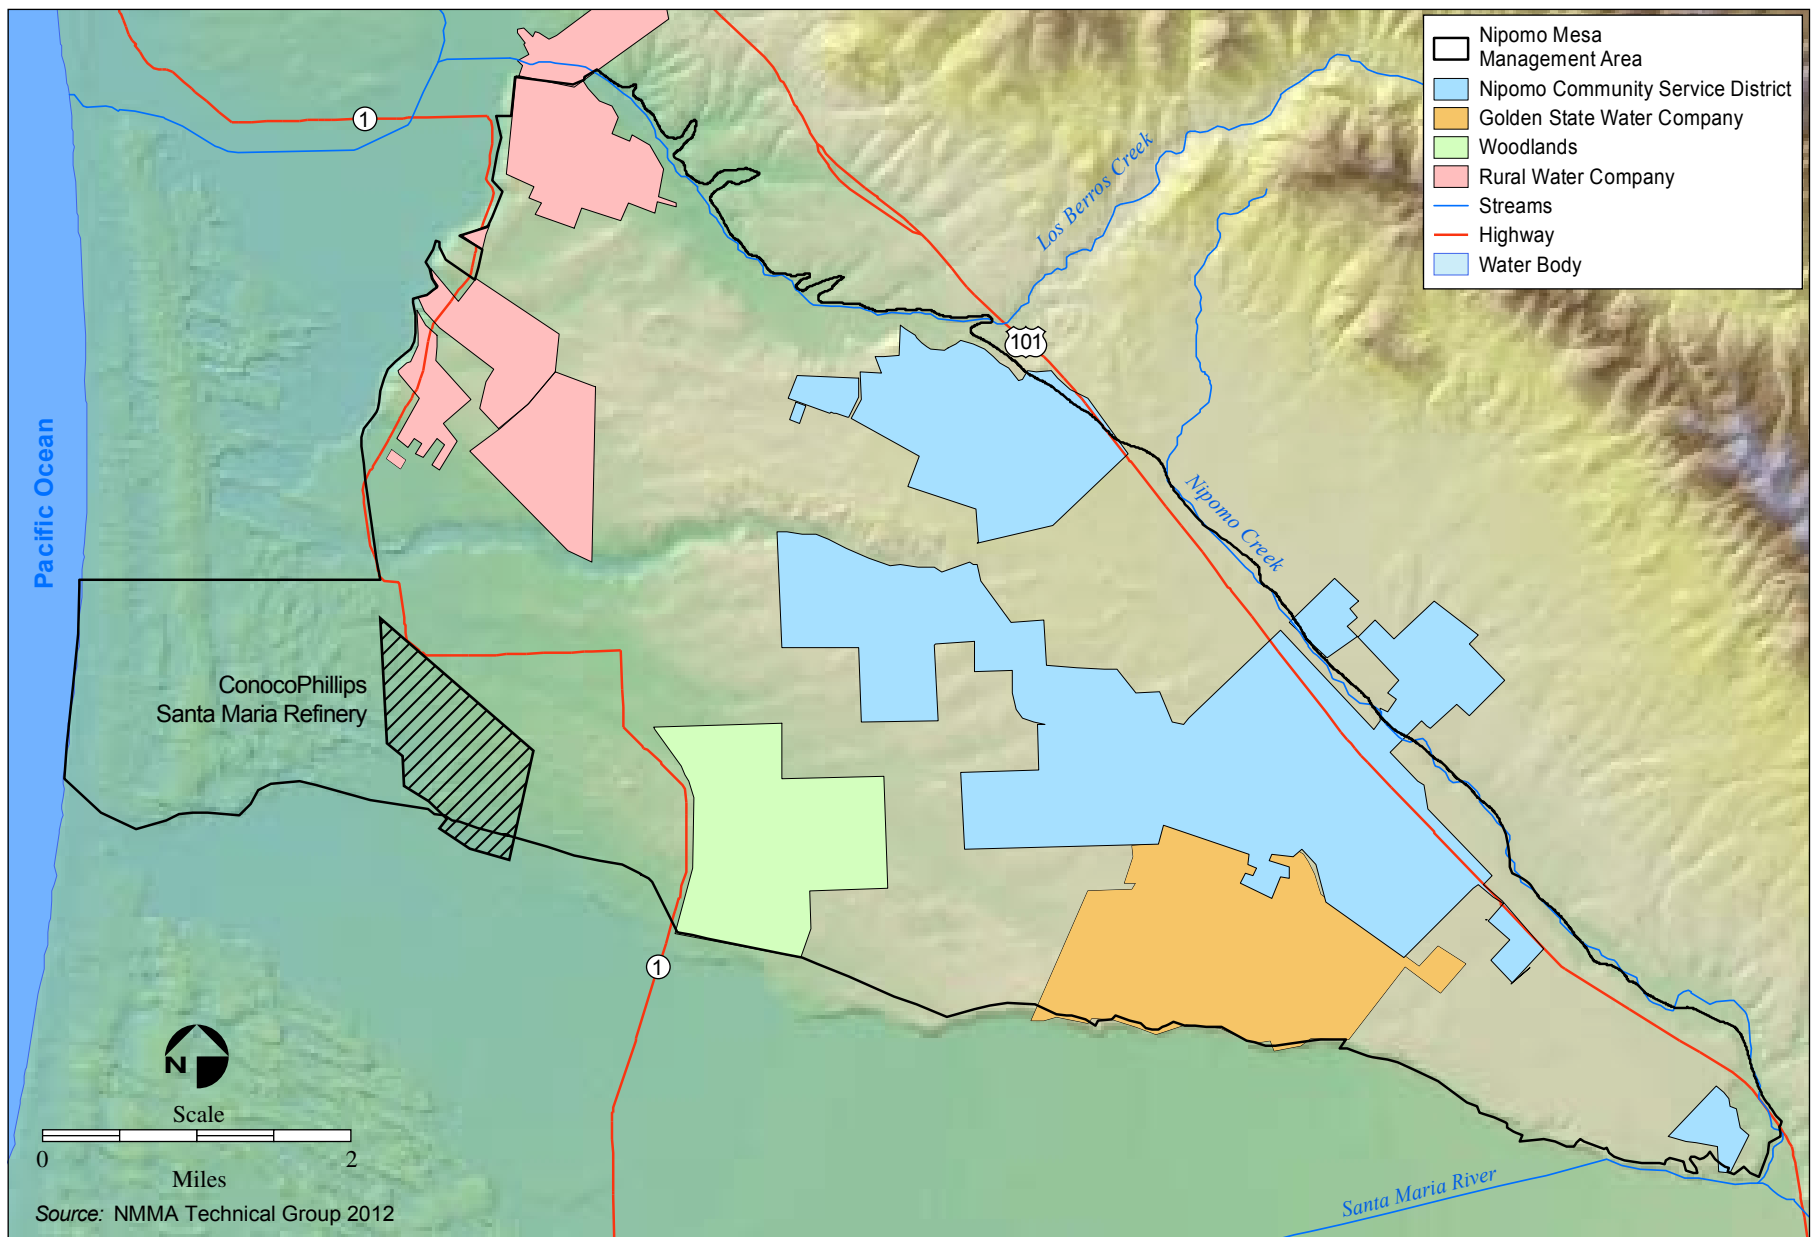 Nipomo Mesa
Management Area
Nipomo Community Service District
Golden State Water Company
Woodlands
Rural Water Company
Streams
Highway
Water Body
1
Los Berros Creek
101
Pacific Ocean
Nipomo Creek
ConocoPhillips
Santa Maria Refinery
1
N
Scale
0 2
Miles
Santa Maria River
Source: NMMA Technical Group 2012